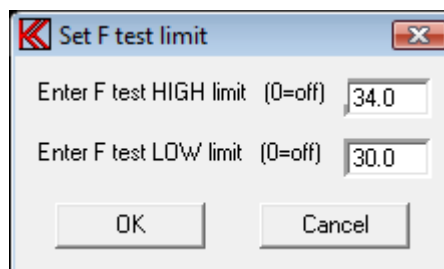 Set F test limit
Enter F test HIGH limit (0=off) 34.0
Enter F test LOW limit (0=off) 30.0
OK Cancel